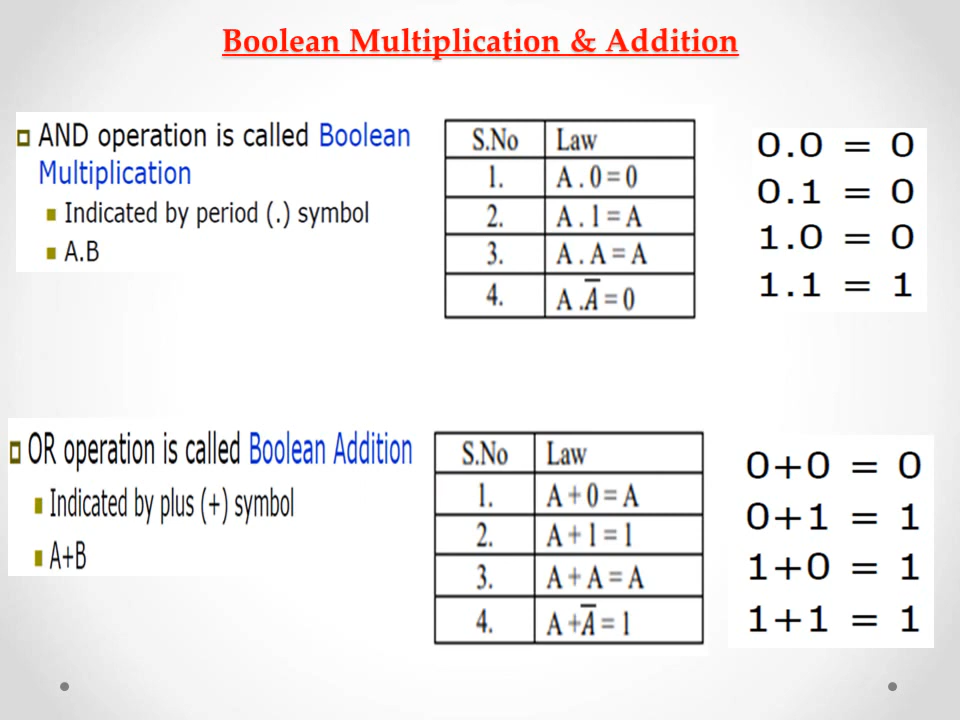 Boolean Multiplication & Addition
AND operation is called Boolean
Multiplication
Indicated by period (.) symbol
A.B
S.No Law
1. A . 0 = 0
2. A . 1 = A
3. A . A = A
4. A .A̅ = 0
0.0 = 0
0.1 = 0
1.0 = 0
1.1 = 1
OR operation is called Boolean Addition
Indicated by plus (+) symbol
A+B
S.No Law
1. A + 0 = A
2. A + 1 = 1
3. A + A = A
4. A +A̅ = 1
0+0 = 0
0+1 = 1
1+0 = 1
1+1 = 1